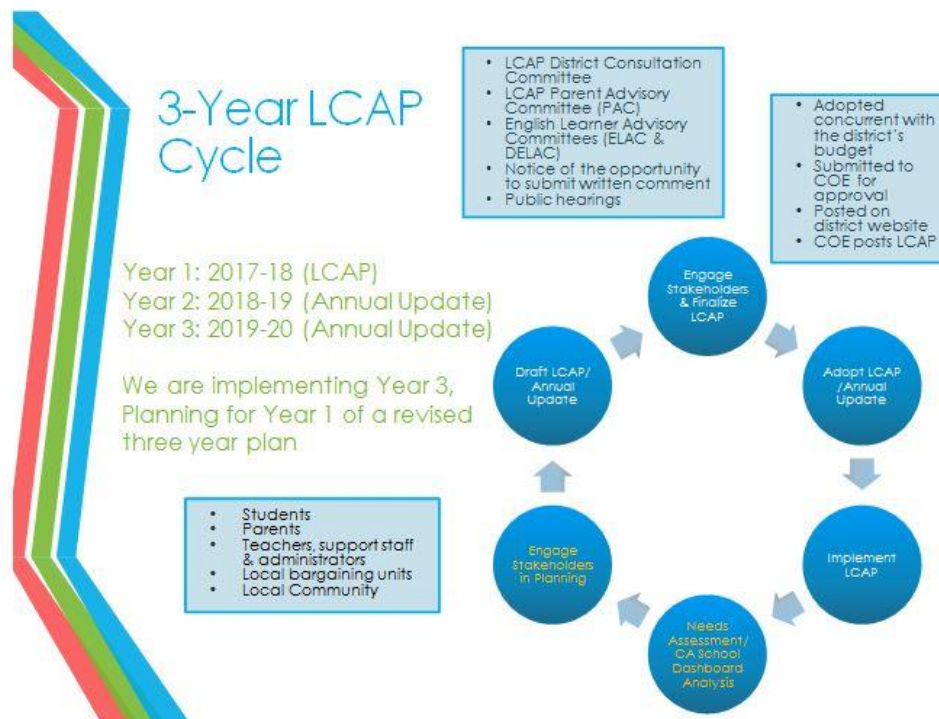 3-Year LCAP
Cycle
• LCAP District Consultation
Committee
• LCAP Parent Advisory
Committee (PAC)
• English Learner Advisory
Committees (ELAC &
DELAC)
• Notice of the opportunity
to submit written comment
• Public hearings
• Adopted
concurrent with
the district's
budget
• Submitted to
COE for
approval
• Posted on
district website
• COE posts LCAP
Year 1: 2017-18 (LCAP)
Year 2: 2018-19 (Annual Update)
Year 3: 2019-20 (Annual Update)
We are implementing Year 3,
Planning for Year 1 of a revised
three year plan
• Students
• Parents
• Teachers, support staff
& administrators
• Local bargaining units
• Local Community
Engage
Stakeholders
& Finalize
LCAP
Adopt LCAP
/Annual
Update
Implement
LCAP
Needs
Assessment/
CA School
Dashboard
Analysis
Engage
Stakeholders
in Planning
Draft LCAP/
Annual
Update